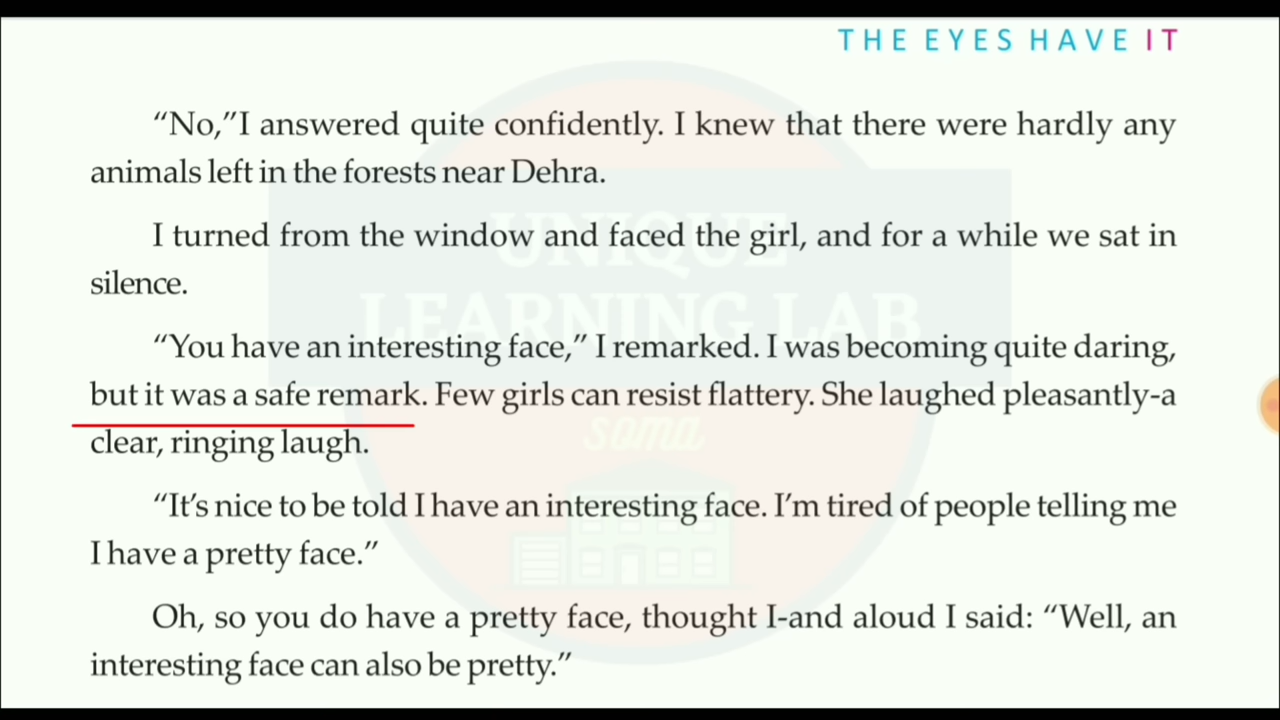 THE EYES HAVE IT
“No,”I answered quite confidently. I knew that there were hardly any
animals left in the forests near Dehra.
I turned from the window and faced the girl, and for a while we sat in
silence.
“You have an interesting face,” I remarked. I was becoming quite daring,
but it was a safe remark. Few girls can resist flattery. She laughed pleasantly-a
clear, ringing laugh.
“It’s nice to be told I have an interesting face. I’m tired of people telling me
I have a pretty face.”
Oh, so you do have a pretty face, thought I-and aloud I said: “Well, an
interesting face can also be pretty.”
UNIQUE
LEARNING LAB
soma